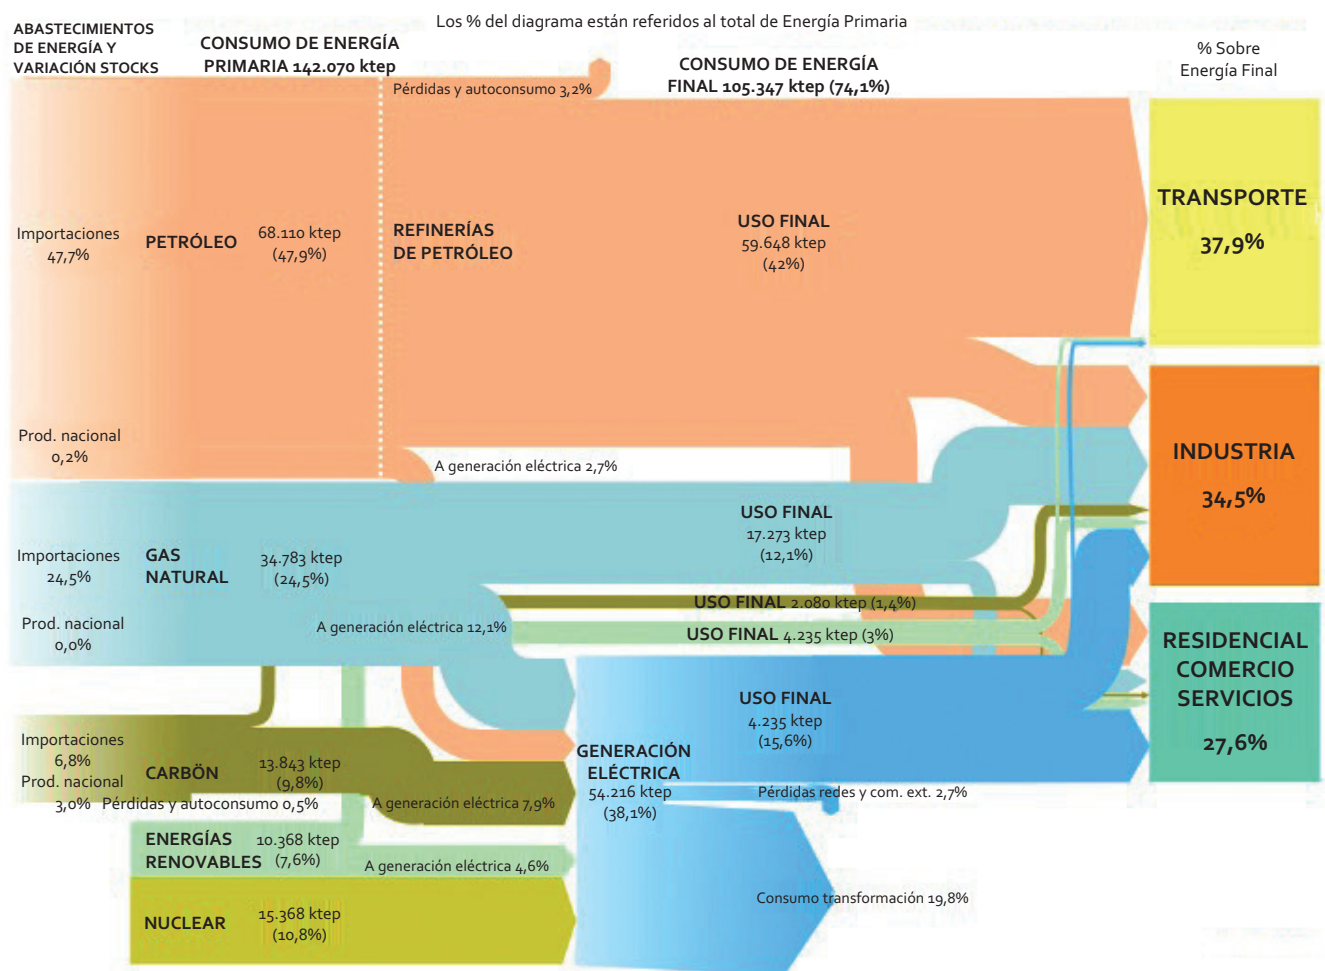 Los % del diagrama están referidos al total de Energía Primaria
ABASTECIMIENTOS
DE ENERGÍA Y
VARIACIÓN STOCKS
CONSUMO DE ENERGÍA
PRIMARIA 142.070 ktep
Pérdidas y autoconsumo 3,2%
CONSUMO DE ENERGÍA
FINAL 105.347 ktep (74,1%)
% Sobre
Energía Final
Importaciones
47,7%
PETRÓLEO
68.110 ktep
(47,9%)
REFINERÍAS
DE PETRÓLEO
USO FINAL
59.648 ktep
(42%)
TRANSPORTE
37,9%
Prod. nacional
0,2%
A generación eléctrica 2,7%
INDUSTRIA
34,5%
Importaciones
24,5%
GAS
NATURAL
34.783 ktep
(24,5%)
USO FINAL
17.273 ktep
(12,1%)
Prod. nacional
0,0%
A generación eléctrica 12,1%
USO FINAL 2.080 ktep (1,4%)
USO FINAL 4.235 ktep (3%)
RESIDENCIAL
COMERCIO
SERVICIOS
27,6%
USO FINAL
4.235 ktep
(15,6%)
Importaciones
6,8%
Prod. nacional
3,0%
CARBÖN
13.843 ktep
(9,8%)
Pérdidas y autoconsumo 0,5%
A generación eléctrica 7,9%
GENERACIÓN
ELÉCTRICA
54.216 ktep
(38,1%)
Pérdidas redes y com. ext. 2,7%
ENERGÍAS
RENOVABLES
10.368 ktep
(7,6%)
A generación eléctrica 4,6%
Consumo transformación 19,8%
NUCLEAR
15.368 ktep
(10,8%)